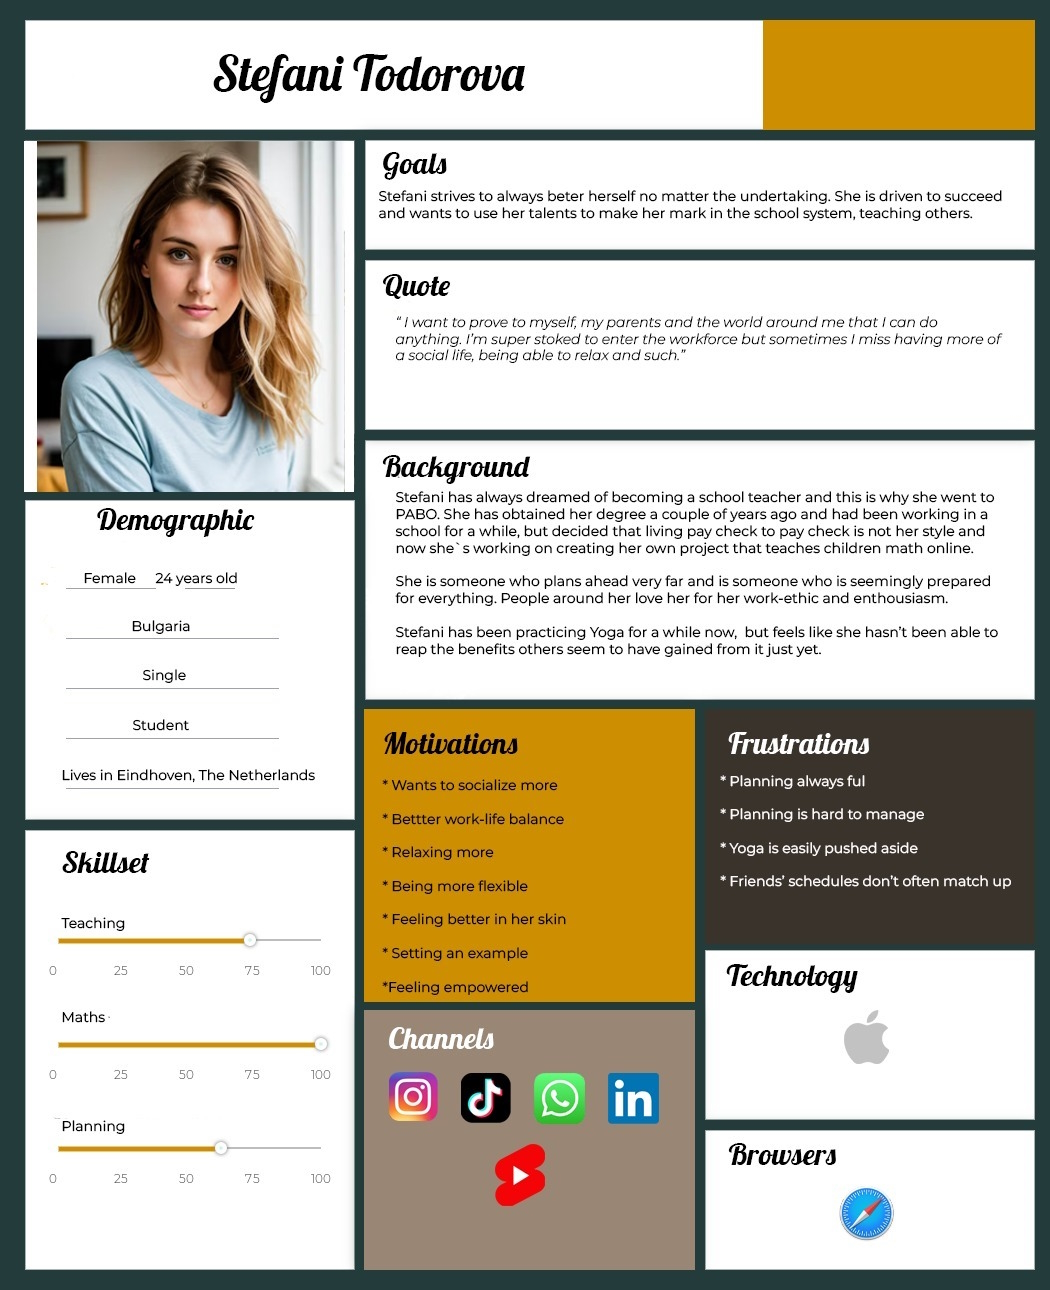 Stefani Todorova
Goals
Stefani strives to always beter herself no matter the undertaking. She is driven to succeed
and wants to use her talents to make her mark in the school system, teaching others.
Quote
“ I want to prove to myself, my parents and the world around me that I can do
anything. I’m super stoked to enter the workforce but sometimes I miss having more of
a social life, being able to relax and such.”
Background
Stefani has always dreamed of becoming a school teacher and this is why she went to
PABO. She has obtained her degree a couple of years ago and had been working in a
school for a while, but decided that living pay check to pay check is not her style and
now she`s working on creating her own project that teaches children math online.
She is someone who plans ahead very far and is someone who is seemingly prepared
for everything. People around her love her for her work-ethic and enthousiasm.
Stefani has been practicing Yoga for a while now,  but feels like she hasn’t been able to
reap the benefits others seem to have gained from it just yet.
Demographic
Female 24 years old
Bulgaria
Single
Student
Lives in Eindhoven, The Netherlands
Skillset
Teaching
0 25 50 75 100
Maths
0 25 50 75 100
Planning
0 25 50 75 100
Motivations
* Wants to socialize more
* Bettter work-life balance
* Relaxing more
* Being more flexible
* Feeling better in her skin
* Setting an example
*Feeling empowered
Frustrations
* Planning always ful
* Planning is hard to manage
* Yoga is easily pushed aside
* Friends’ schedules don’t often match up
Channels
in
Technology
Browsers